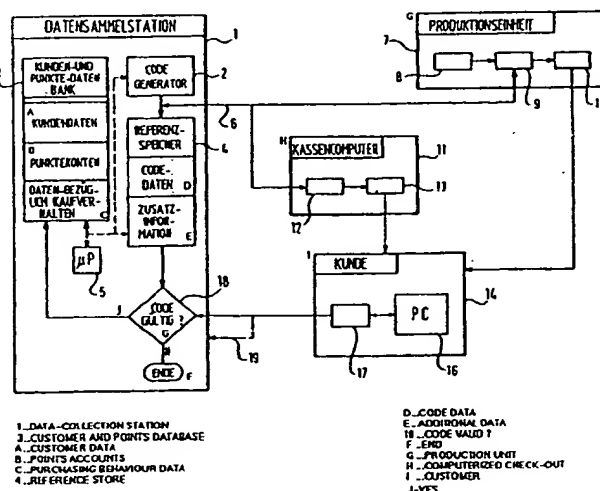 DATENSAMMELSTATION
1
KUNDEN-UND
PUNKTE-DATEN
BANK
A
KUNDENDATEN
B
PUNKTEKONTEN
DATEN-BEZÜG-
LICH KAUFVER-
HALTEN
C
µP
5
CODE
GENERATOR
2
6
REFERENZ-
SPEICHER
4
CODE-
DATEN
D
ZUSATZ-
INFORMATION
E
18
CODE
GÜLTIG ?
G
J
N
ENDE
F
19
G
PRODUKTIONSEINHEIT
7
8
9
H
KASSENCOMPUTER
11
12
13
I
KUNDE
14
PC
17
16
1...DATA-COLLECTION STATION
3...CUSTOMER AND POINTS DATABASE
A...CUSTOMER DATA
B...POINTS ACCOUNTS
C...PURCHASING BEHAVIOUR DATA
4...REFERENCE STORE
D...CODE DATA
E...ADDITIONAL DATA
18...CODE VALID ?
F...END
G...PRODUCTION UNIT
H...COMPUTERIZED CHECK-OUT
I...CUSTOMER
J-YES